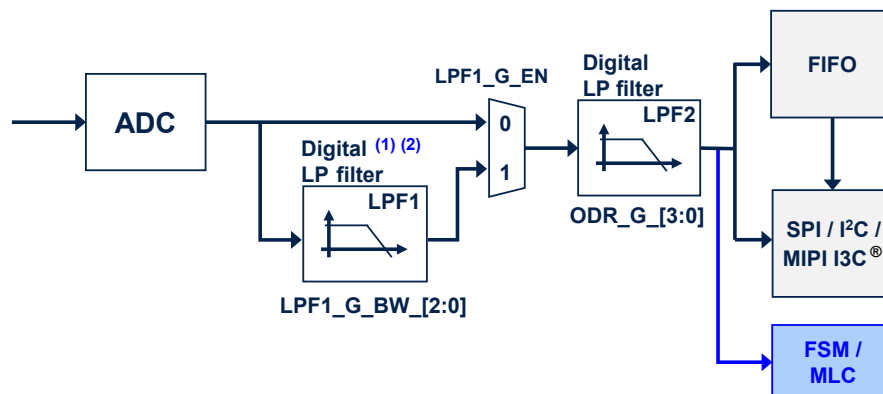 ADC
Digital (1) (2)
LP filter
LPF1
LPF1_G_BW_[2:0]
LPF1_G_EN
0
1
Digital
LP filter
LPF2
ODR_G_[3:0]
FIFO
SPI / I²C /
MIPI I3C®
FSM /
MLC